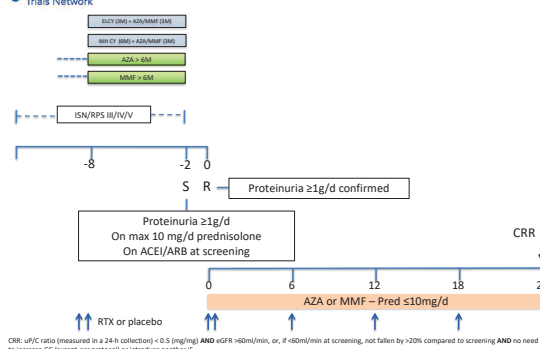 Trials Network
ELCY (3M) + AZA/MMF (3M)
NIH CY (6M) + AZA/MMF (3M)
AZA > 6M
MMF > 6M
ISN/RPS III/IV/V
-8 -2 0
S R
Proteinuria ≥1g/d confirmed
Proteinuria ≥1g/d
On max 10 mg/d prednisolone
On ACEI/ARB at screening
CRR
0 6 12 18 2
AZA or MMF – Pred ≤10mg/d
RTX or placebo
CRR: uP/C ratio (measured in a 24-h collection) < 0.5 (mg/mg) AND eGFR >60ml/min, or, if <60ml/min at screening, not fallen by >20% compared to screening AND no need